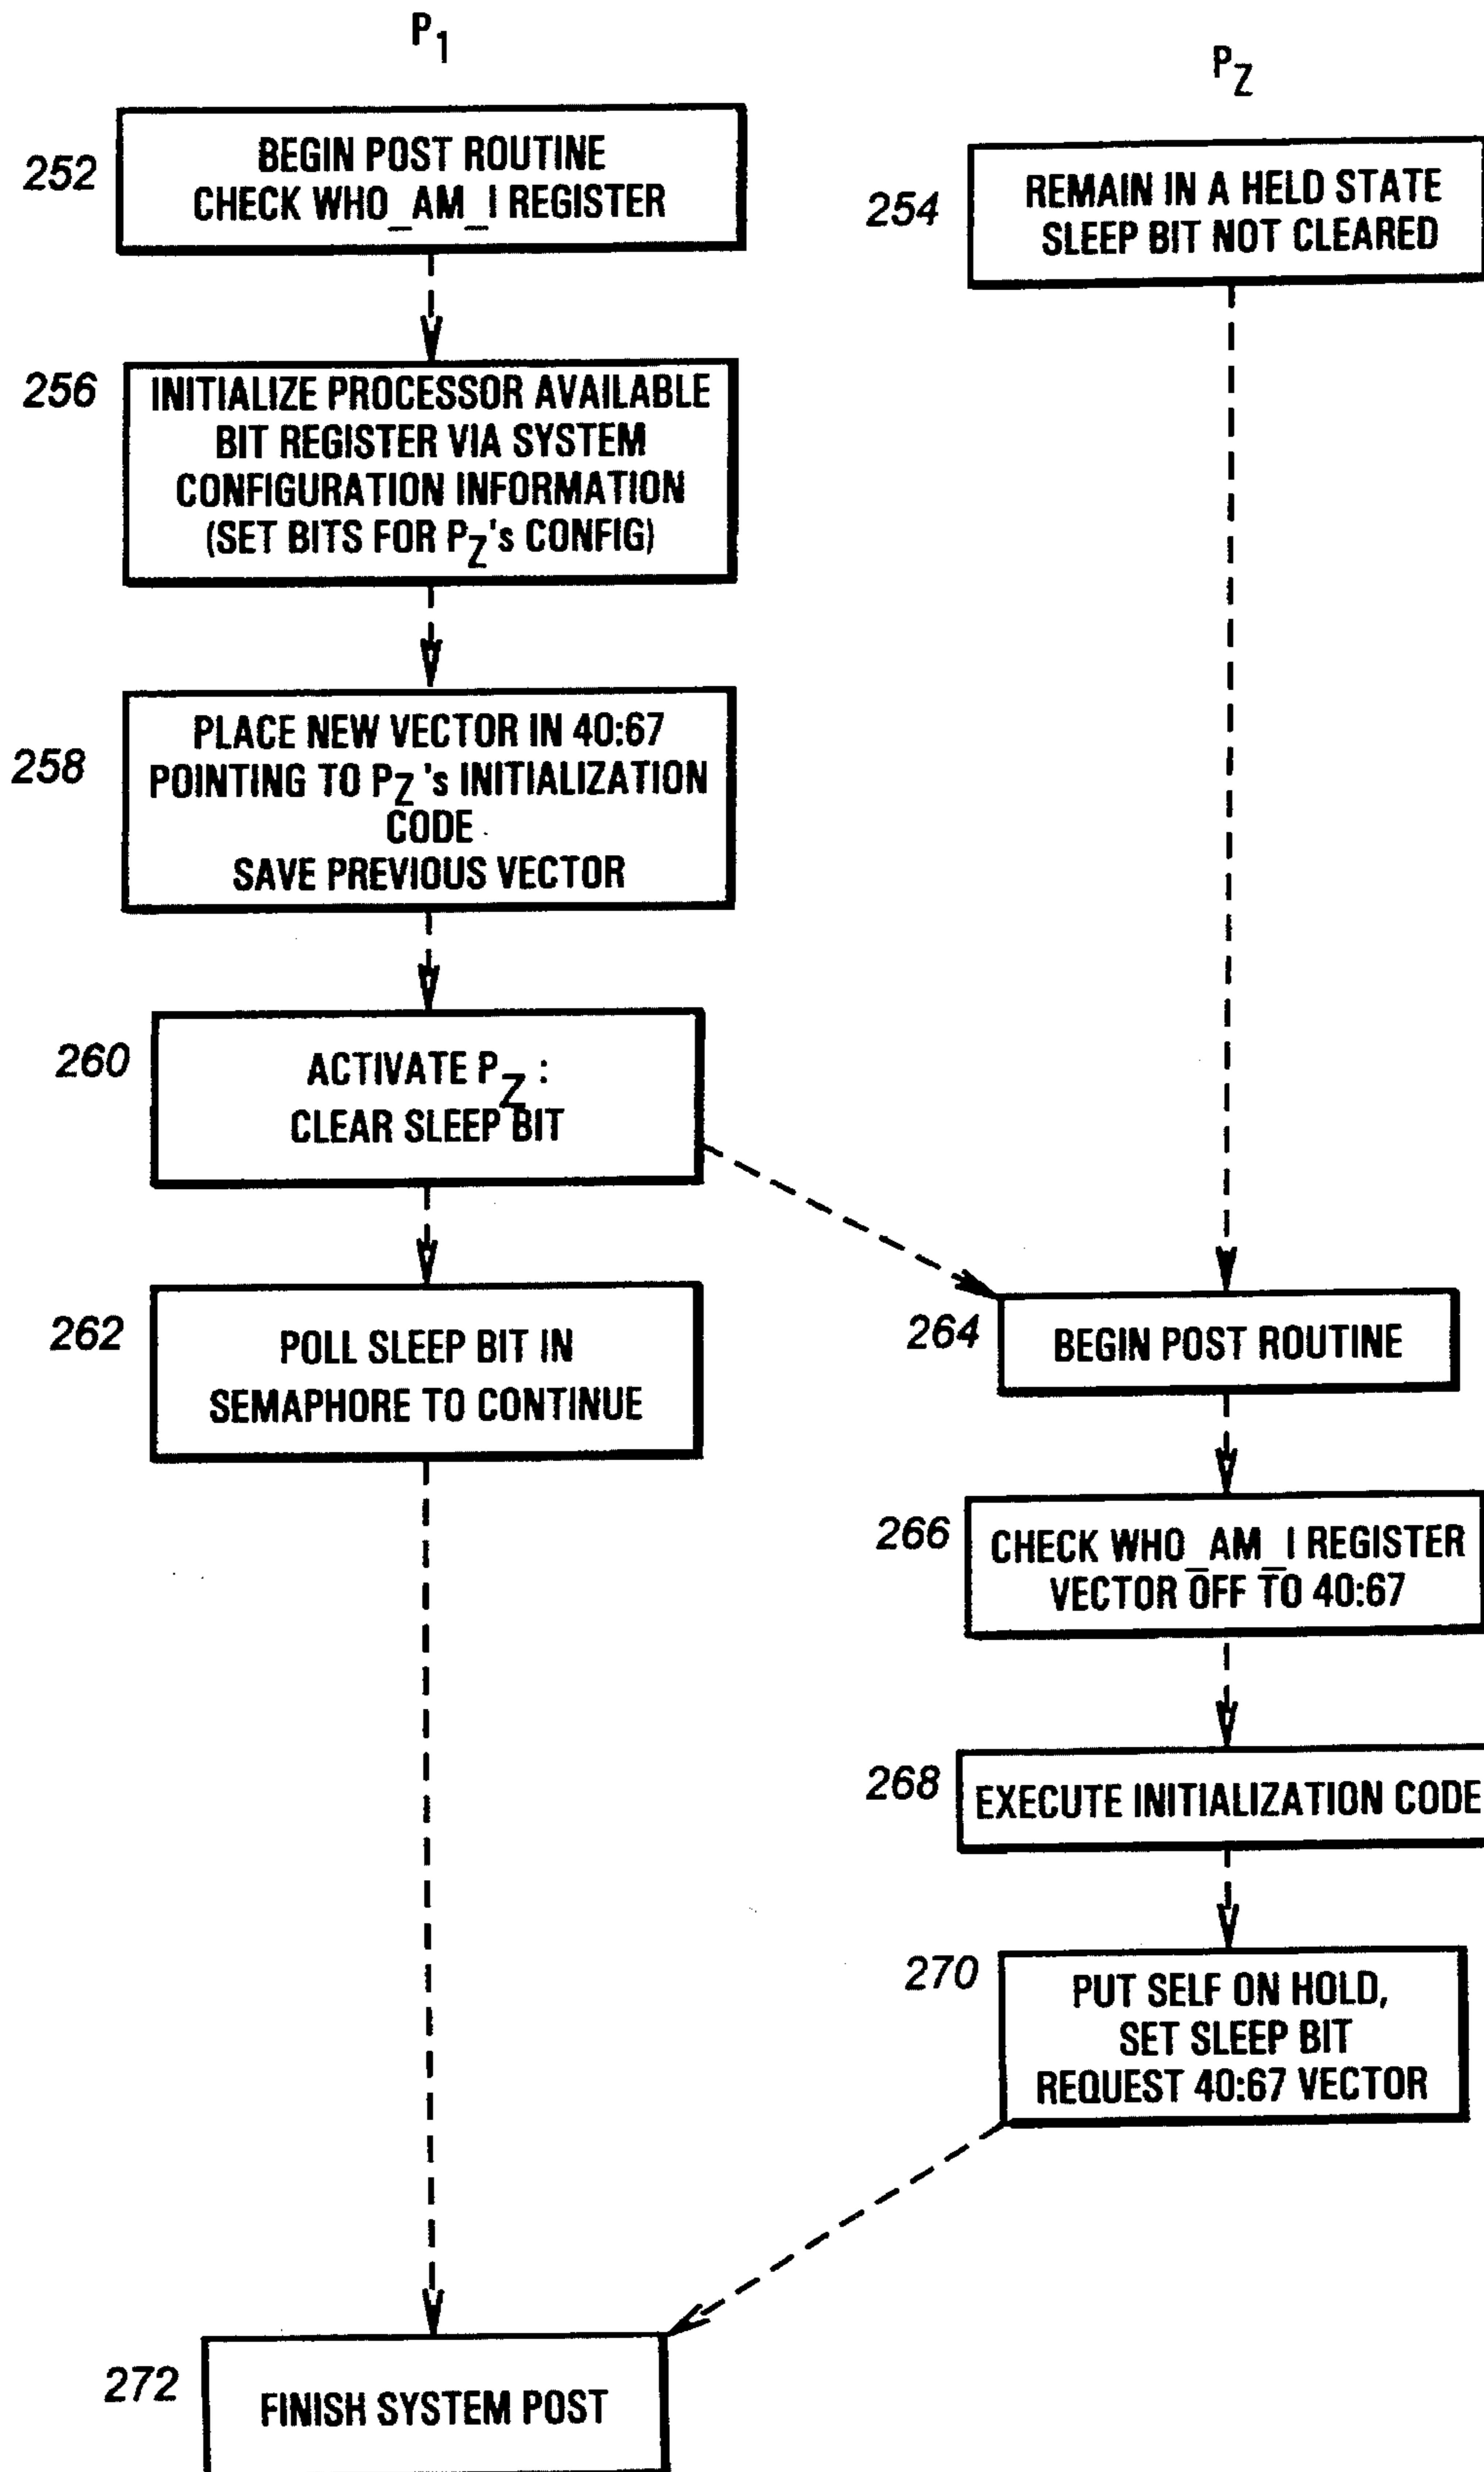 P1
PZ
252
BEGIN POST ROUTINE
CHECK WHO_AM_I REGISTER
254
REMAIN IN A HELD STATE
SLEEP BIT NOT CLEARED
256
INITIALIZE PROCESSOR AVAILABLE
BIT REGISTER VIA SYSTEM
CONFIGURATION INFORMATION
(SET BITS FOR PZ's CONFIG)
258
PLACE NEW VECTOR IN 40:67
POINTING TO PZ's INITIALIZATION
CODE
SAVE PREVIOUS VECTOR
260
ACTIVATE PZ :
CLEAR SLEEP BIT
262
POLL SLEEP BIT IN
SEMAPHORE TO CONTINUE
264
BEGIN POST ROUTINE
266
CHECK WHO_AM_I REGISTER
VECTOR OFF TO 40:67
268
EXECUTE INITIALIZATION CODE
270
PUT SELF ON HOLD,
SET SLEEP BIT
REQUEST 40:67 VECTOR
272
FINISH SYSTEM POST